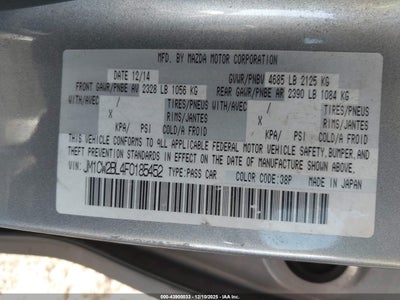 MFD. BY MAZDA MOTOR CORPORATION
DATE 12/14 GVWR/PNBV 4685 LB 2125 KG
FRONT GAWR/PNBE AV 2328 LB 1056 KG REAR GAWR/PNBE AR 2390 LB 1084 KG
WITH/AVEC / TIRES/PNEUS WITH/AVEC / TIRES/PNEUS
X RIMS/JANTES X RIMS/JANTES
KPA/ PSI COLD/A FROID KPA/ PSI COLD/A FROID
THIS VEHICLE CONFORMS TO ALL APPLICABLE FEDERAL MOTOR VEHICLE SAFETY, BUMPER, AND
THEFT PREVENTION STANDARDS IN EFFECT ON THE DATE OF MANUFACTURE SHOWN ABOVE.
VIN: JM1CW2BL4F0185452 TYPE: PASS CAR COLOR CODE: 38P MADE IN JAPAN
000-43900033 - 12/10/2025 - IAA, Inc.